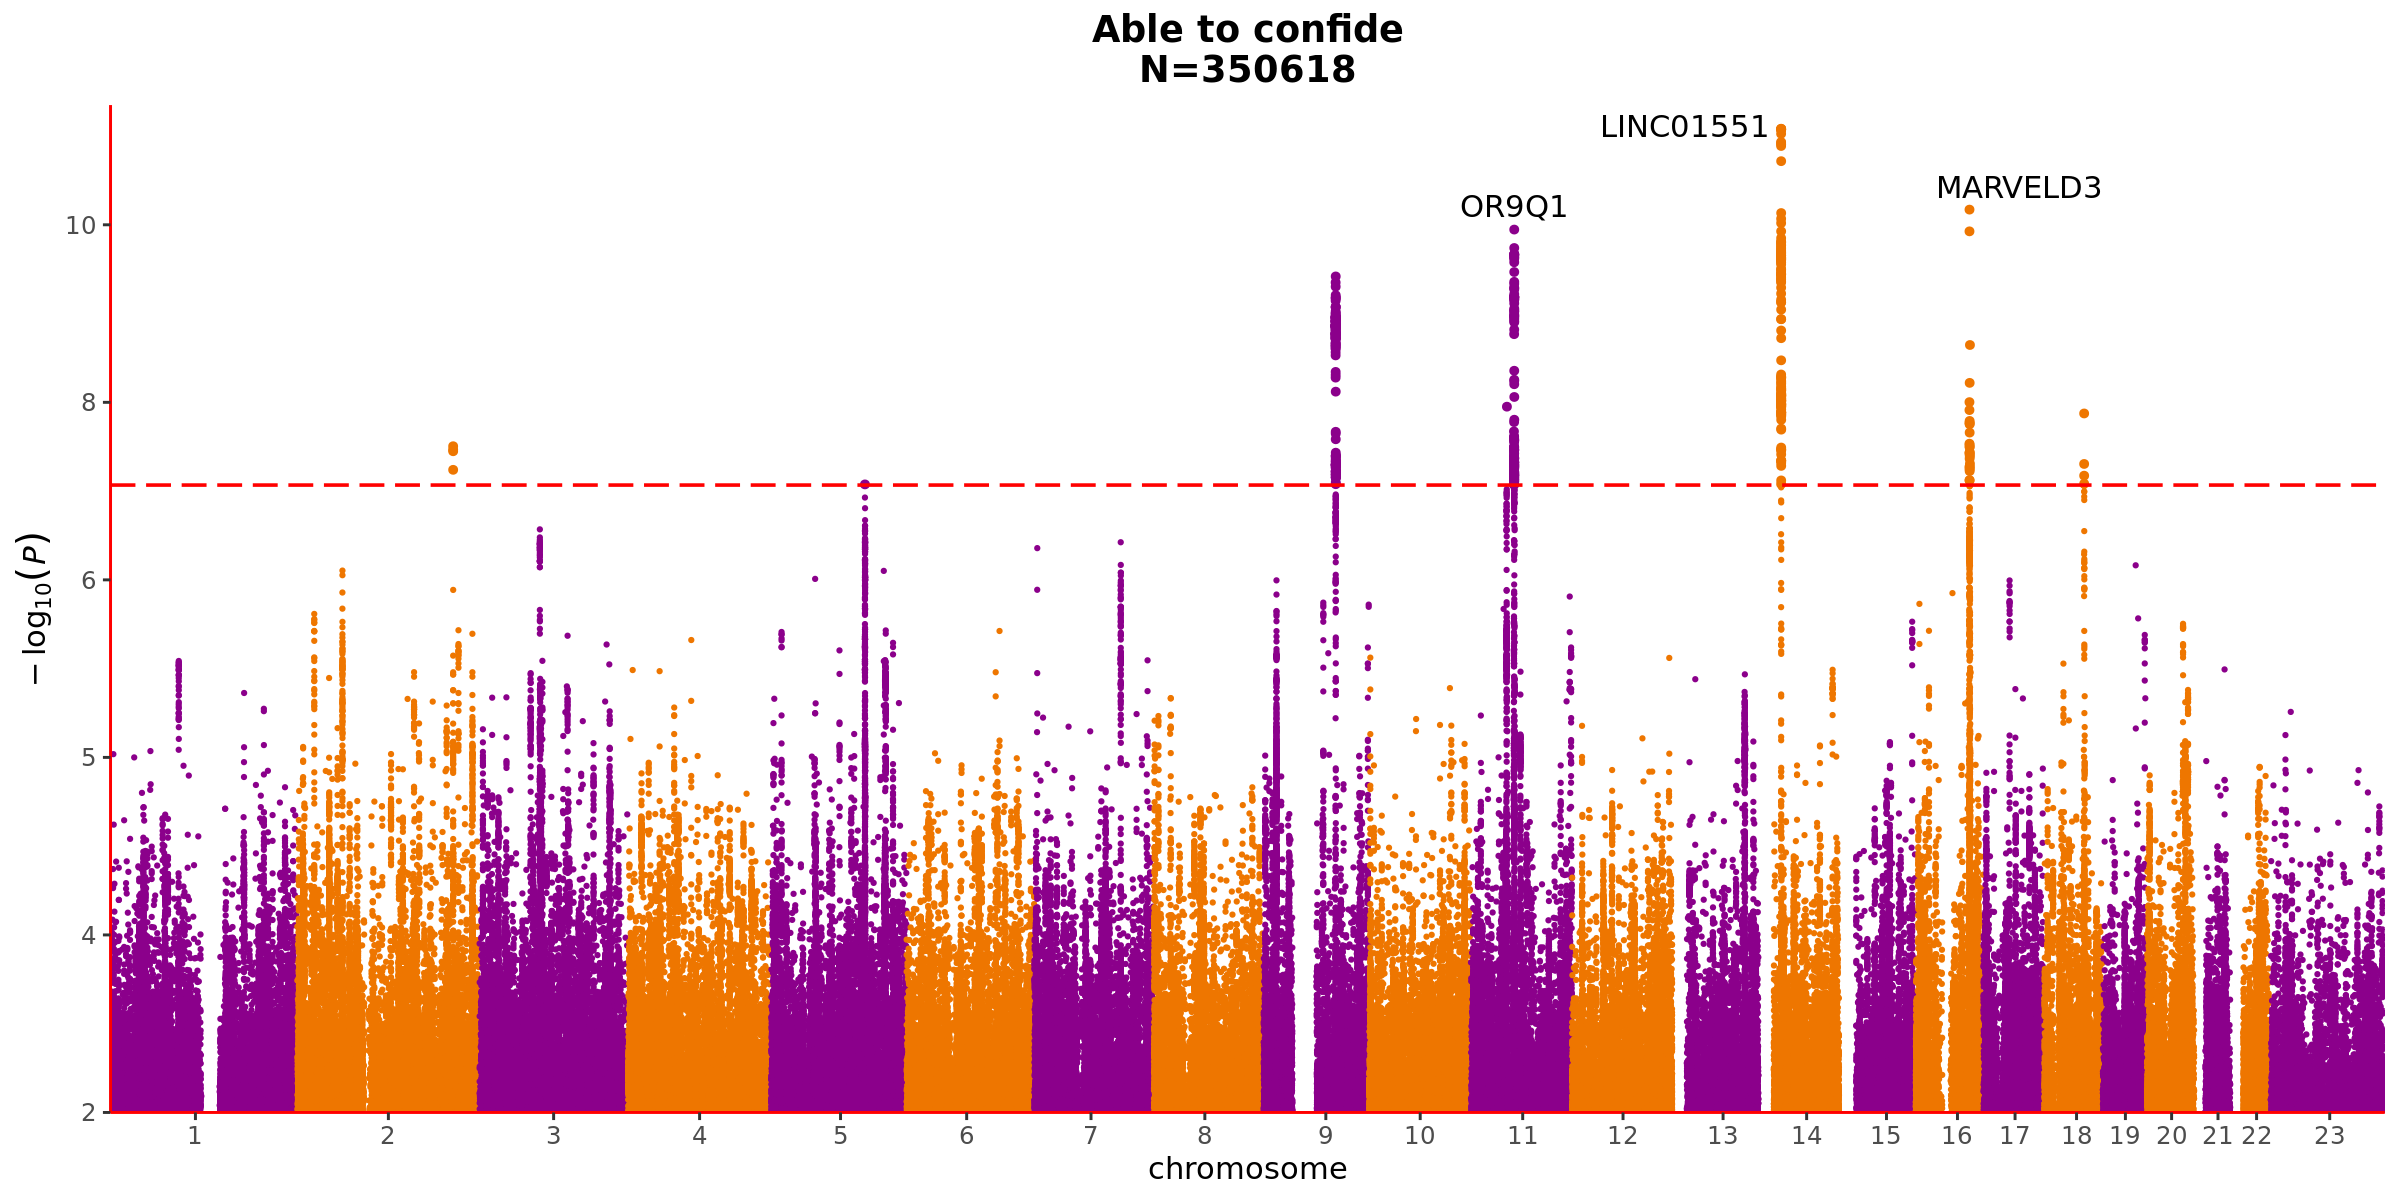 Able to confide
N=350618
LINC01551
MARVELD3
OR9Q1
10
8
6
5
4
2
−log10(P)
1 2 3 4 5 6 7 8 9 10 11 12 13 14 15 16 17 18 19 20 21 22 23
chromosome